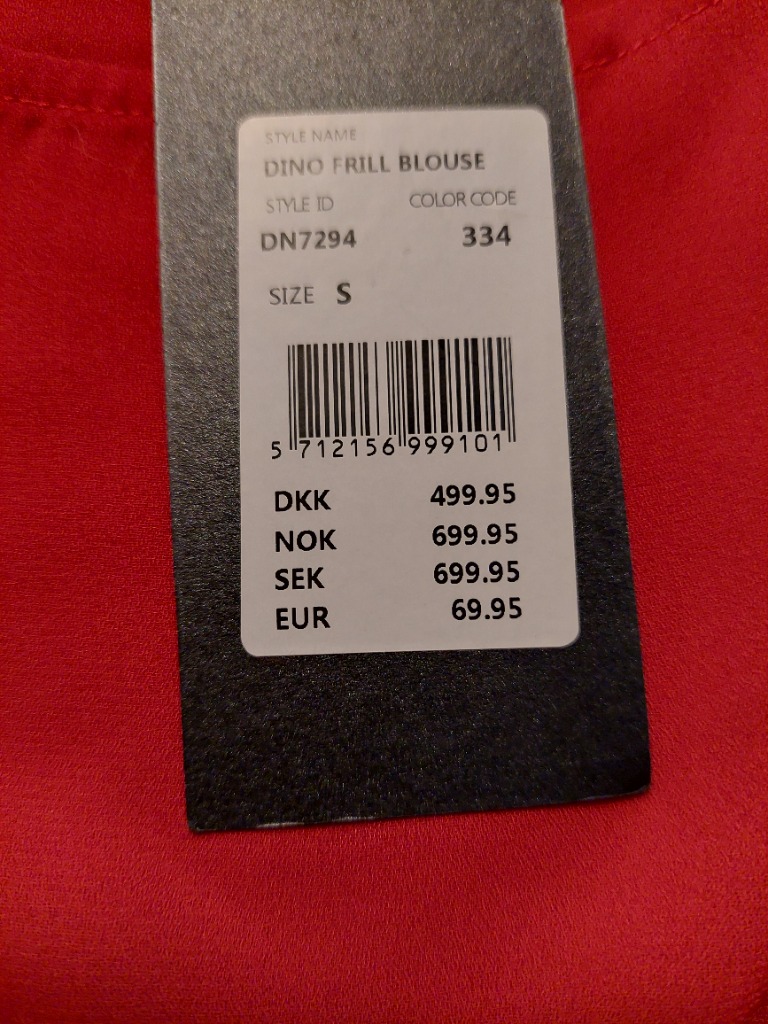 STYLE NAME
DINO FRILL BLOUSE
STYLE ID COLOR CODE
DN7294 334
SIZE S
5 712156 999101
DKK 499.95
NOK 699.95
SEK 699.95
EUR 69.95